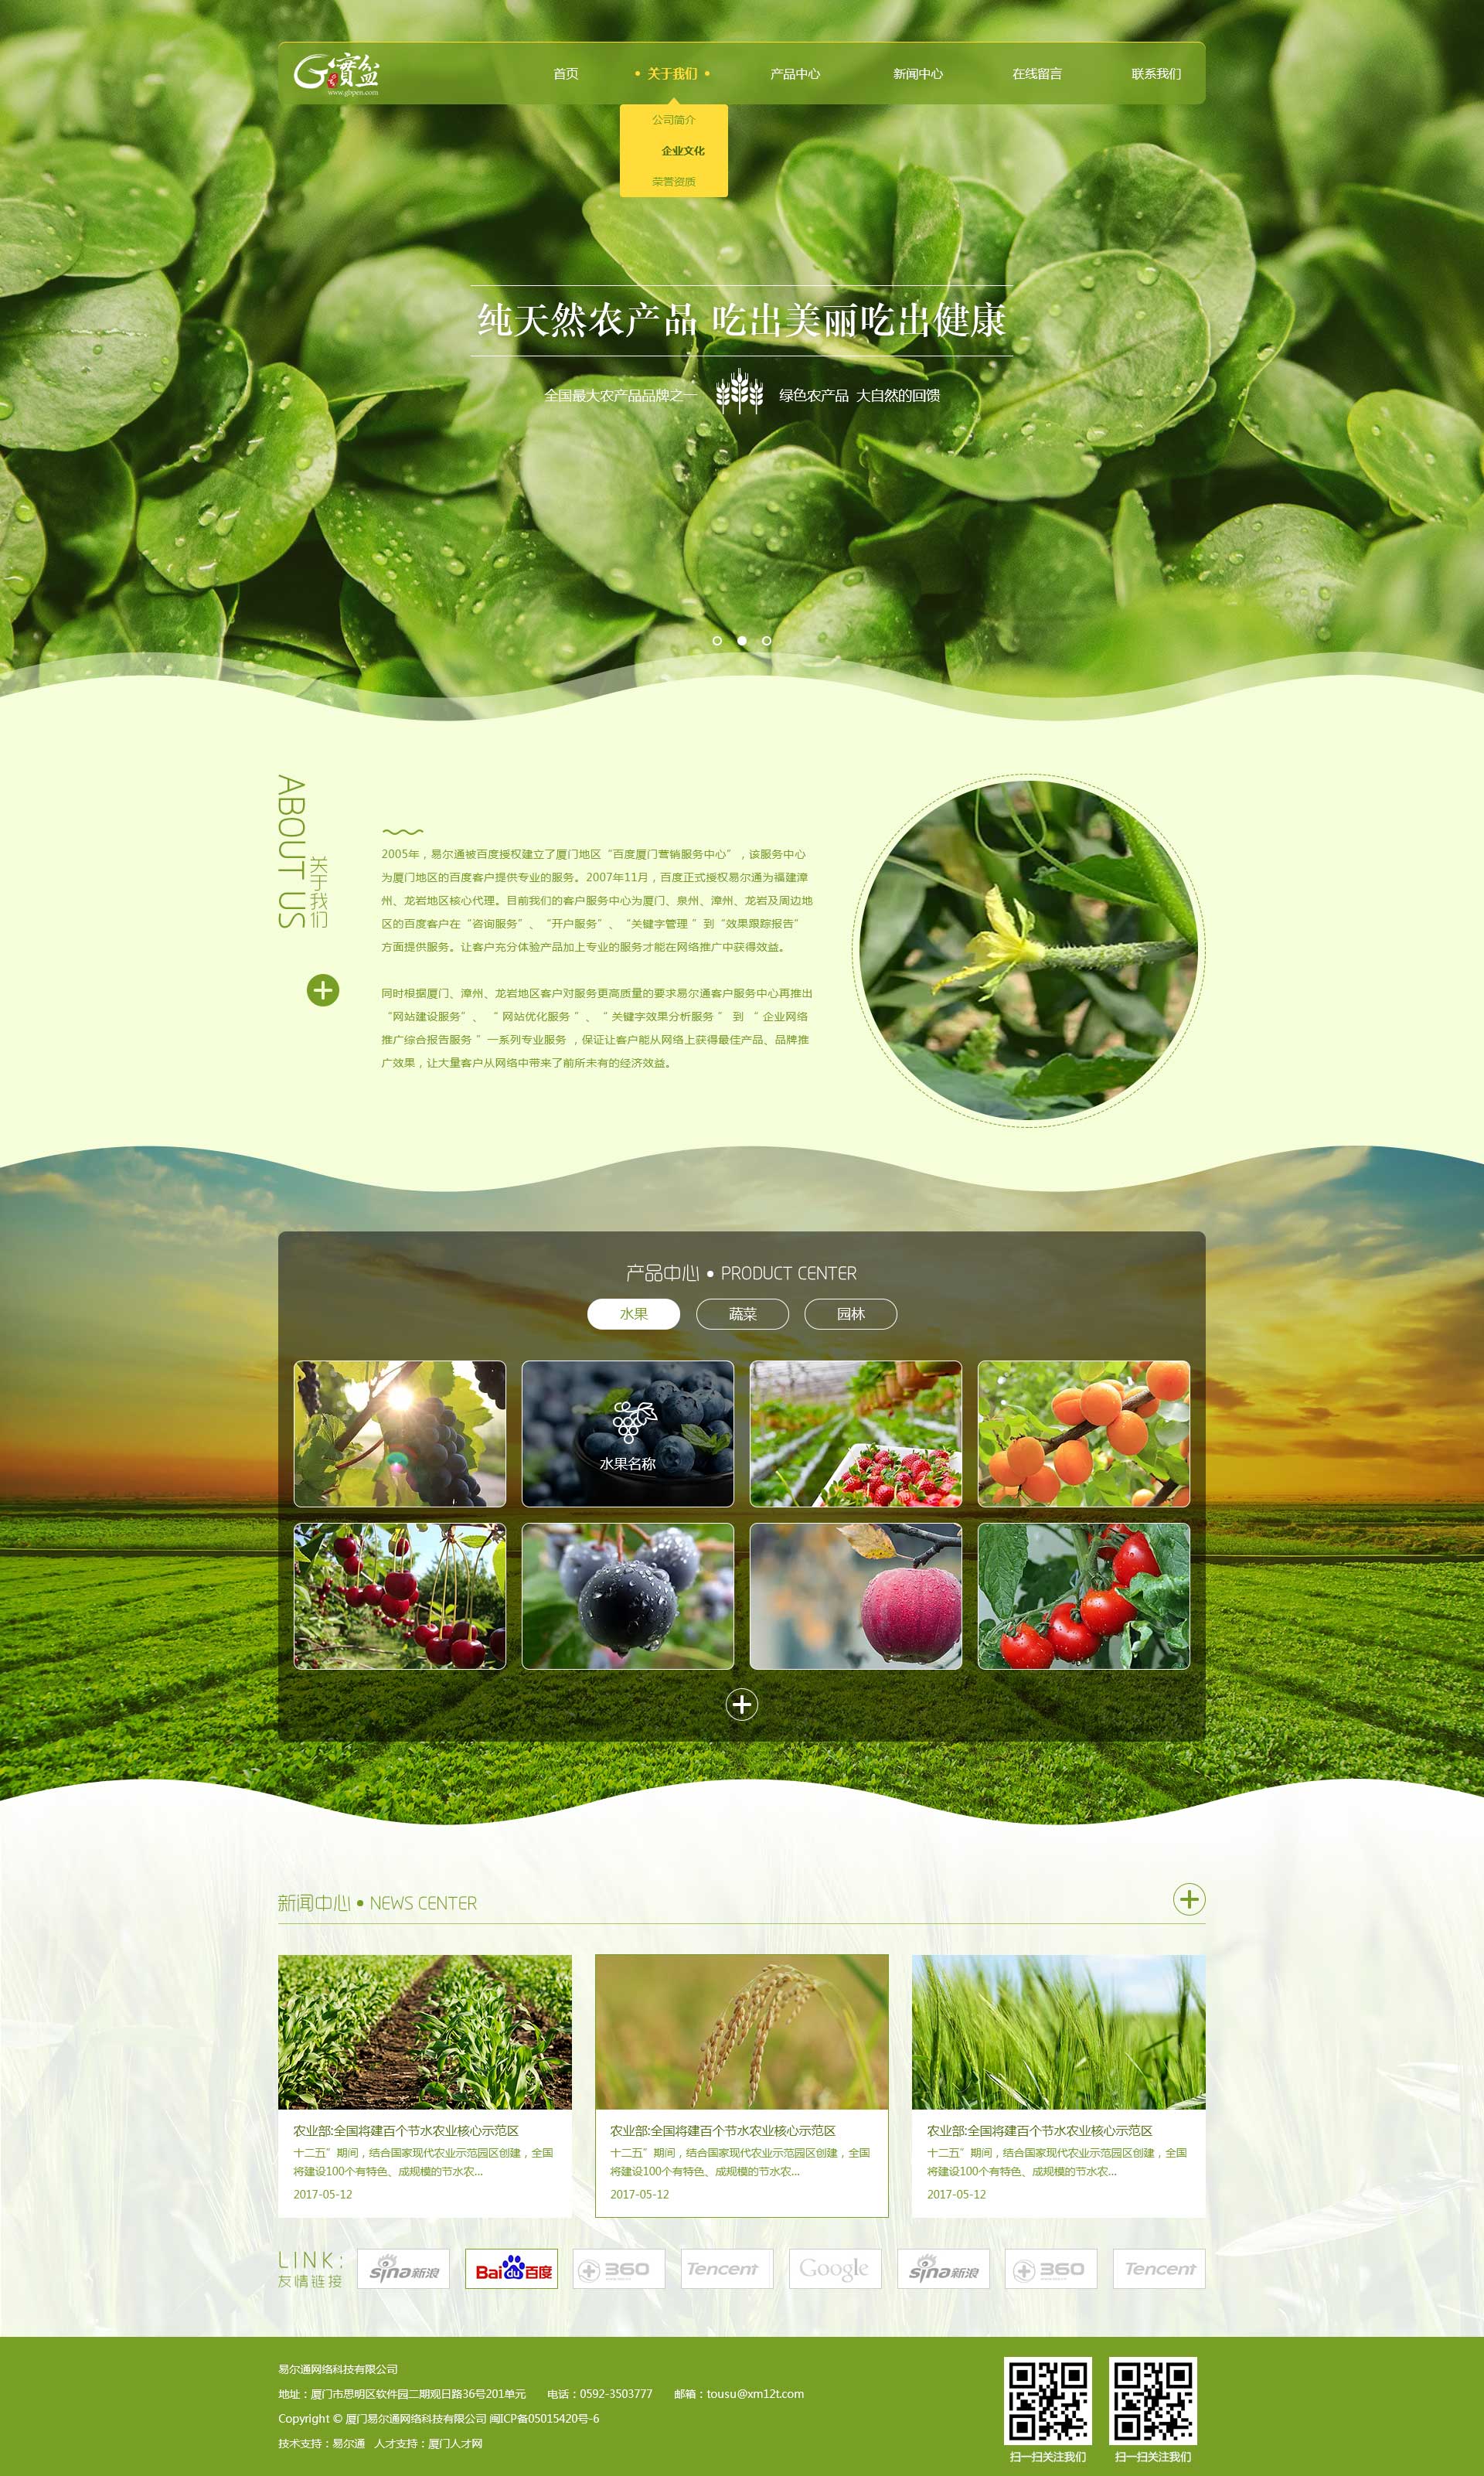 G寶盆
www.gbpen.com
首页
关于我们
产品中心
新闻中心
在线留言
联系我们
公司简介
企业文化
荣誉资质
纯天然农产品 吃出美丽吃出健康
全国最大农产品品牌之一
绿色农产品 大自然的回馈
ABOUT US
关于我们
2005年，易尔通被百度授权建立了厦门地区“百度厦门营销服务中心”，该服务中心
为厦门地区的百度客户提供专业的服务。2007年11月，百度正式授权易尔通为福建漳
州、龙岩地区核心代理。目前我们的客户服务中心为厦门、泉州、漳州、龙岩及周边地
区的百度客户在“咨询服务”、“开户服务”、“关键字管理 ”到“效果跟踪报告”
方面提供服务。让客户充分体验产品加上专业的服务才能在网络推广中获得效益。
同时根据厦门、漳州、龙岩地区客户对服务更高质量的要求易尔通客户服务中心再推出
“网站建设服务”、“ 网站优化服务 ”、“ 关键字效果分析服务 ” 到 “ 企业网络
推广综合报告服务 ”一系列专业服务 ，保证让客户能从网络上获得最佳产品、品牌推
广效果，让大量客户从网络中带来了前所未有的经济效益。
产品中心 • PRODUCT CENTER
水果
蔬菜
园林
水果名称
新闻中心 • NEWS CENTER
农业部:全国将建百个节水农业核心示范区
十二五”期间，结合国家现代农业示范园区创建，全国
将建设100个有特色、成规模的节水农...
2017-05-12
农业部:全国将建百个节水农业核心示范区
十二五”期间，结合国家现代农业示范园区创建，全国
将建设100个有特色、成规模的节水农...
2017-05-12
农业部:全国将建百个节水农业核心示范区
十二五”期间，结合国家现代农业示范园区创建，全国
将建设100个有特色、成规模的节水农...
2017-05-12
LINK:
友情链接
sina新浪
Bai du 百度
360
Tencent
Google
sina新浪
360
Tencent
易尔通网络科技有限公司
地址：厦门市思明区软件园二期观日路36号201单元 电话：0592-3503777 邮箱：tousu@xm12t.com
Copyright © 厦门易尔通网络科技有限公司 闽ICP备05015420号-6
技术支持：易尔通 人才支持：厦门人才网
扫一扫关注我们
扫一扫关注我们